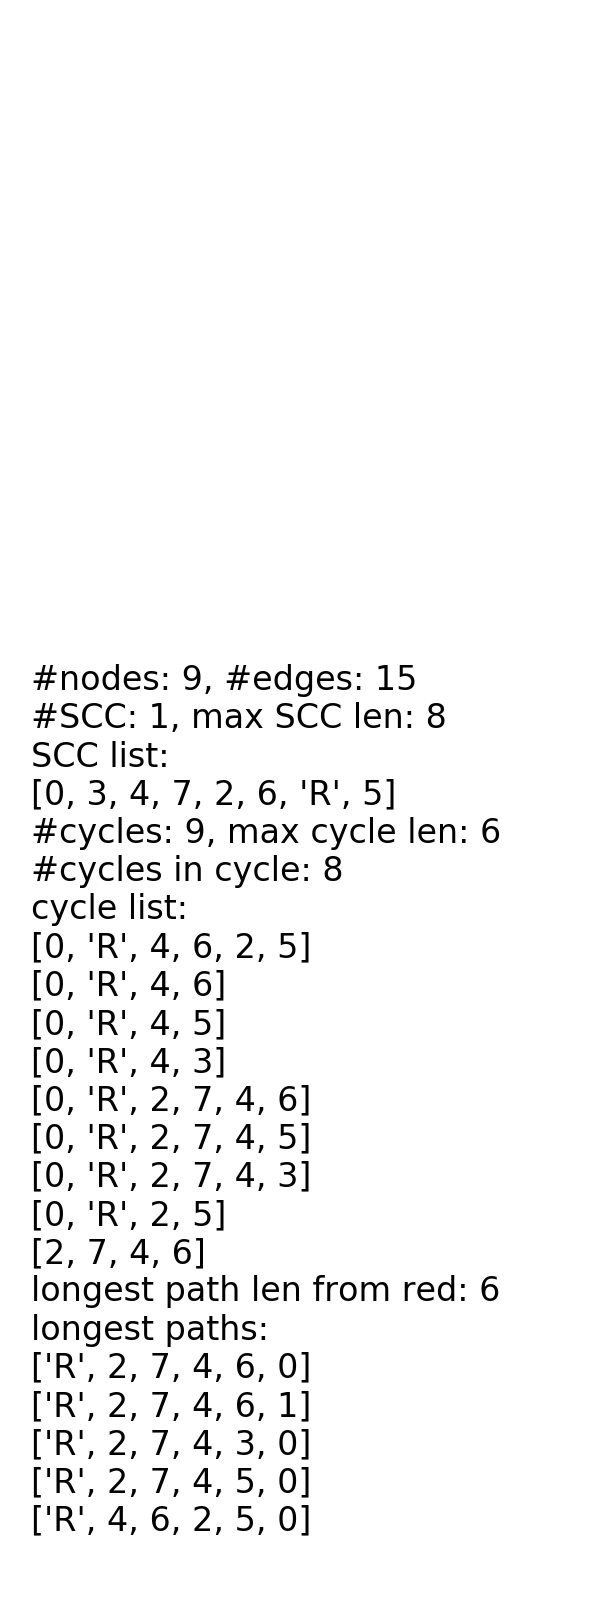 #nodes: 9, #edges: 15
#SCC: 1, max SCC len: 8
SCC list:
[0, 3, 4, 7, 2, 6, 'R', 5]
#cycles: 9, max cycle len: 6
#cycles in cycle: 8
cycle list:
[0, 'R', 4, 6, 2, 5]
[0, 'R', 4, 6]
[0, 'R', 4, 5]
[0, 'R', 4, 3]
[0, 'R', 2, 7, 4, 6]
[0, 'R', 2, 7, 4, 5]
[0, 'R', 2, 7, 4, 3]
[0, 'R', 2, 5]
[2, 7, 4, 6]
longest path len from red: 6
longest paths:
['R', 2, 7, 4, 6, 0]
['R', 2, 7, 4, 6, 1]
['R', 2, 7, 4, 3, 0]
['R', 2, 7, 4, 5, 0]
['R', 4, 6, 2, 5, 0]